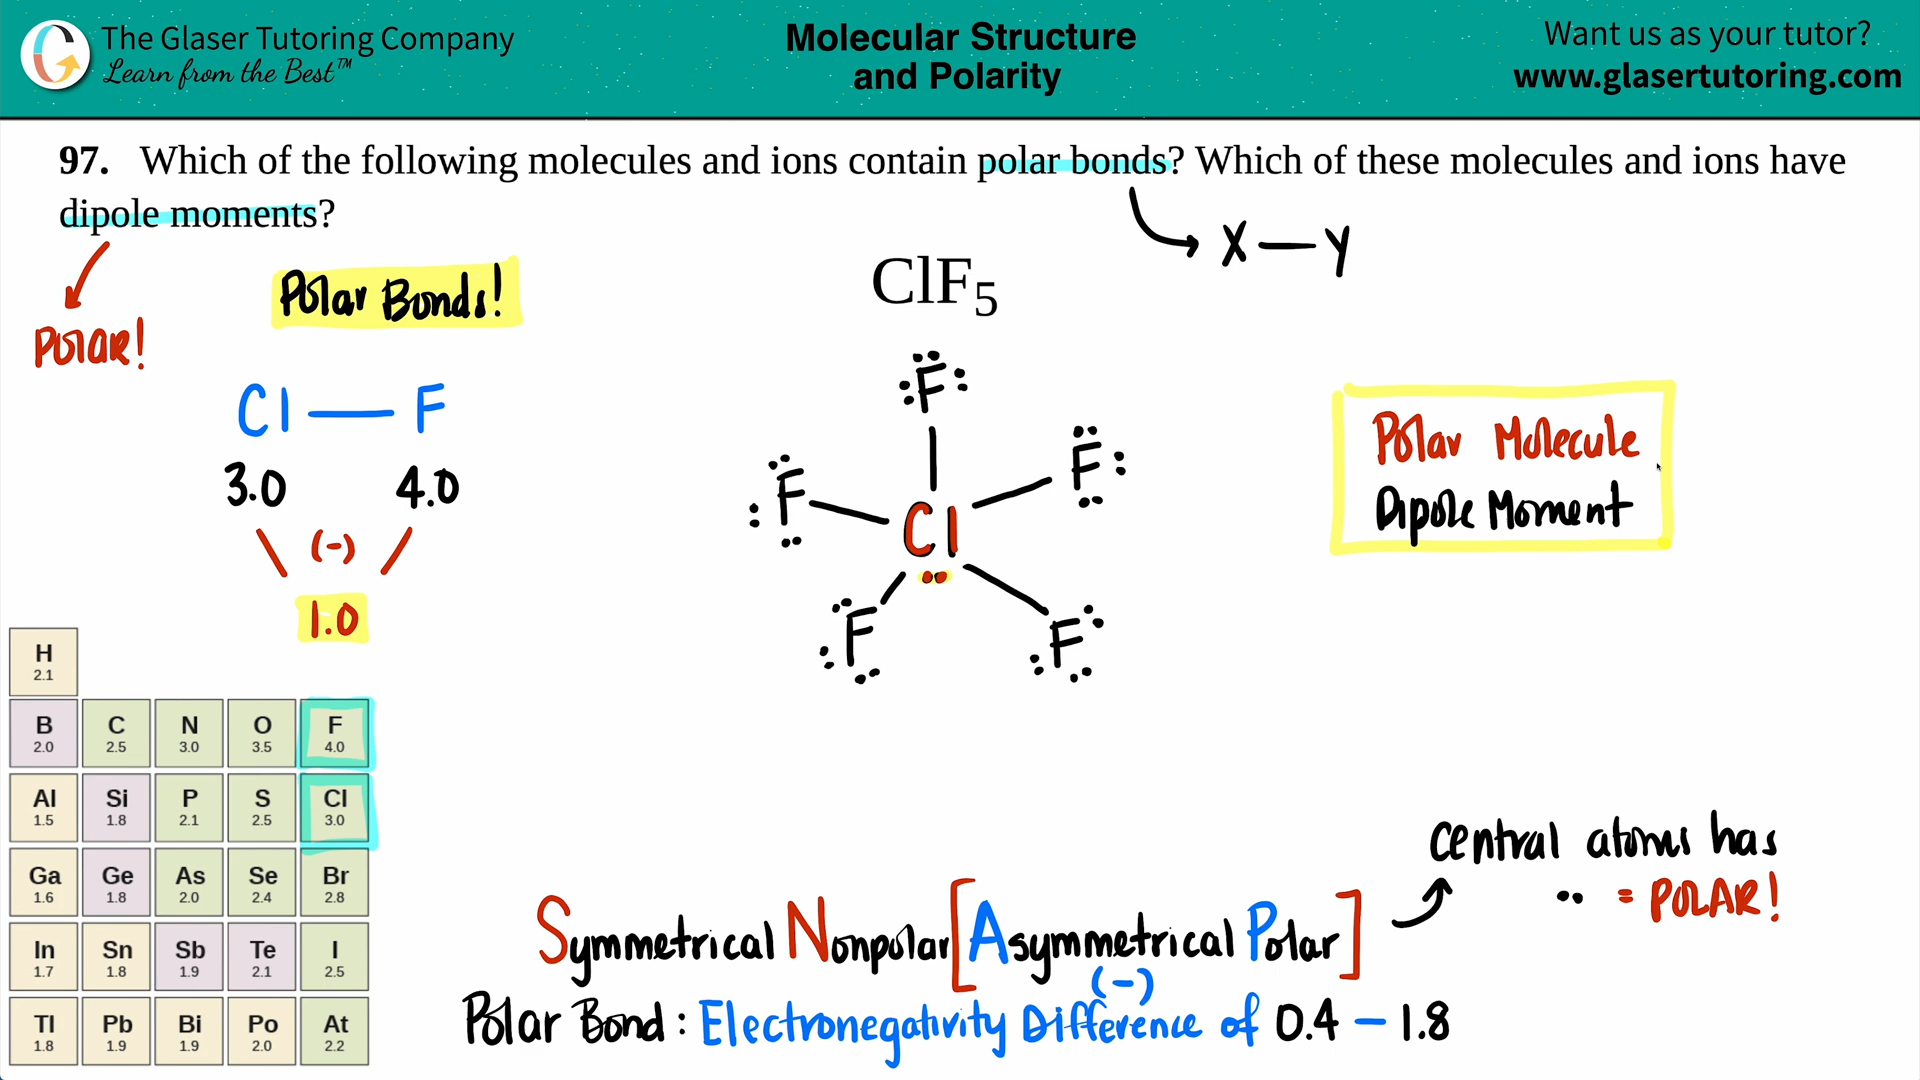 The Glaser Tutoring Company
Learn from the Best™
Molecular Structure
and Polarity
Want us as your tutor?
www.glasertutoring.com
97. Which of the following molecules and ions contain polar bonds? Which of these molecules and ions have
dipole moments?
X — Y
POLAR!
Polar Bonds!
ClF₅
Cl — F
3.0 4.0
(-)
1.0
F
F
F
Cl
F
F
Polar Molecule
Dipole Moment
H
2.1
B C N O F
2.0 2.5 3.0 3.5 4.0
Al Si P S Cl
1.5 1.8 2.1 2.5 3.0
Ga Ge As Se Br
1.6 1.8 2.0 2.4 2.8
In Sn Sb Te I
1.7 1.8 1.9 2.1 2.5
Tl Pb Bi Po At
1.8 1.9 1.9 2.0 2.2
central atoms has
•• = POLAR!
Symmetrical Nonpolar [Asymmetrical Polar]
(-)
Polar Bond: Electronegativity Difference of 0.4 – 1.8